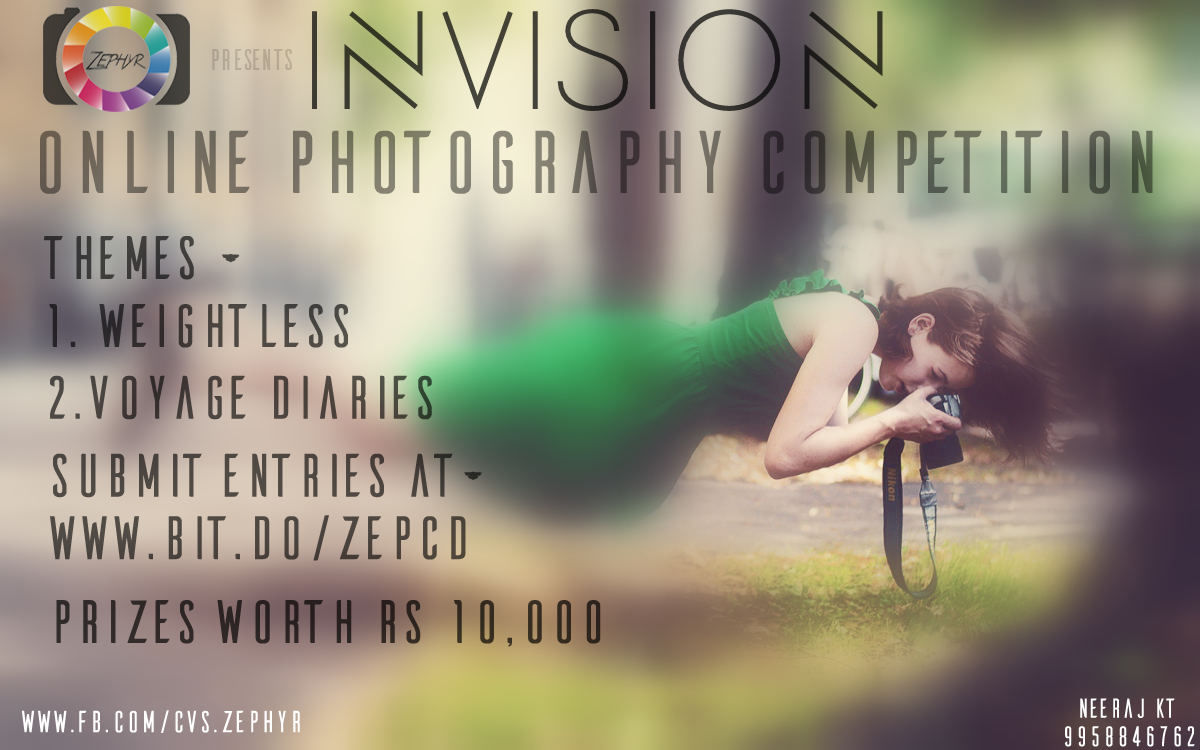 ZEPHYR
PRESENTS
INVISION
ONLINE PHOTOGRAPHY COMPETITION
THEMES -
1. WEIGHTLESS
2.VOYAGE DIARIES
SUBMIT ENTRIES AT-
WWW.BIT.DO/ZEPCD
PRIZES WORTH RS 10,000
Nikon
WWW.FB.COM/CVS.ZEPHYR
NEERAJ KT
9958846762